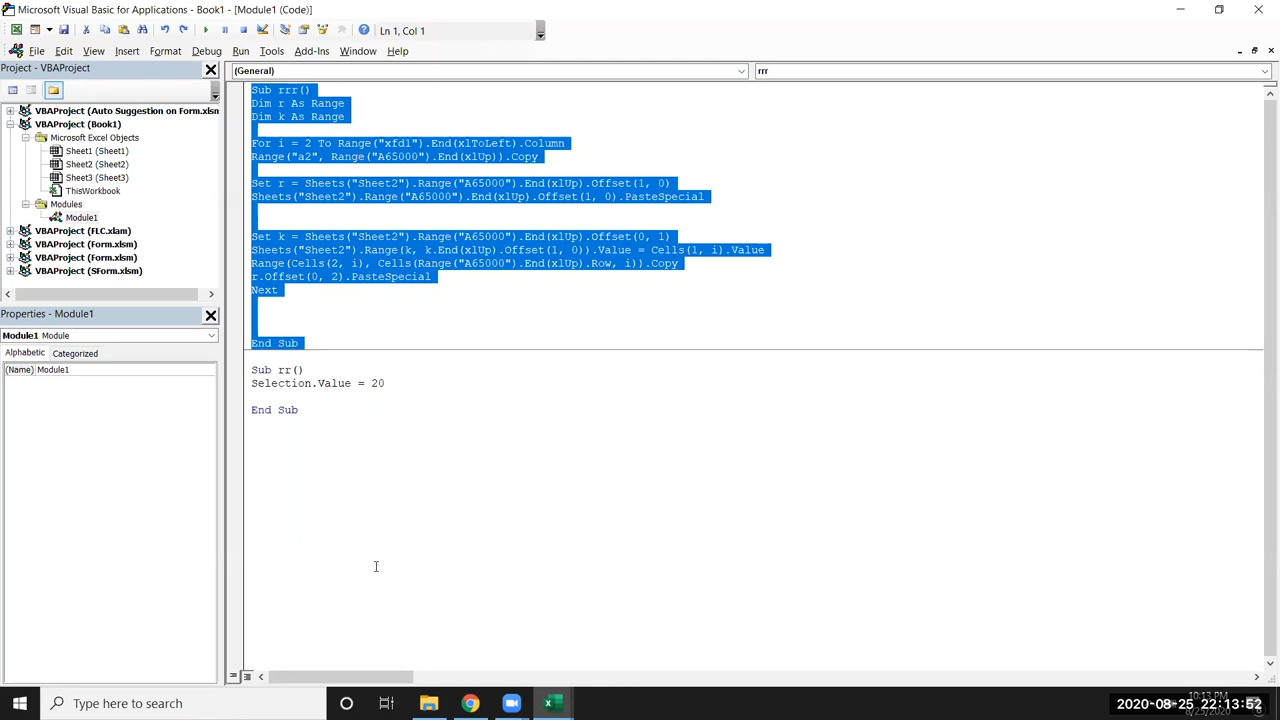 Microsoft Visual Basic for Applications - Book1 - [Module1 (Code)]
Ln 1, Col 1
File Edit View Insert Format Debug Run Tools Add-Ins Window Help
Project - VBAProject
(General)
rrr
VBAProject (Auto Suggestion on Form.xlsm
VBAProject (Book1)
Microsoft Excel Objects
Sheet1 (Sheet1)
Sheet2 (Sheet2)
Sheet3 (Sheet3)
ThisWorkbook
Modules
Module1
VBAProject (FLC.xlam)
VBAProject (Form.xlsm)
VBAProject (Form.xlsm)
VBAProject (SForm.xlsm)
Properties - Module1
Module1 Module
Alphabetic Categorized
(Name) Module1
Sub rrr()
Dim r As Range
Dim k As Range
For i = 2 To Range("xfd1").End(xlToLeft).Column
Range("a2", Range("A65000").End(xlUp)).Copy
Set r = Sheets("Sheet2").Range("A65000").End(xlUp).Offset(1, 0)
Sheets("Sheet2").Range("A65000").End(xlUp).Offset(1, 0).PasteSpecial
Set k = Sheets("Sheet2").Range("A65000").End(xlUp).Offset(0, 1)
Sheets("Sheet2").Range(k, k.End(xlUp).Offset(1, 0)).Value = Cells(1, i).Value
Range(Cells(2, i), Cells(Range("A65000").End(xlUp).Row, i)).Copy
r.Offset(0, 2).PasteSpecial
Next
End Sub
Sub rr()
Selection.Value = 20
End Sub
Type here to search
10:13 PM
2020-08-25 22:13:52
8/25/2020